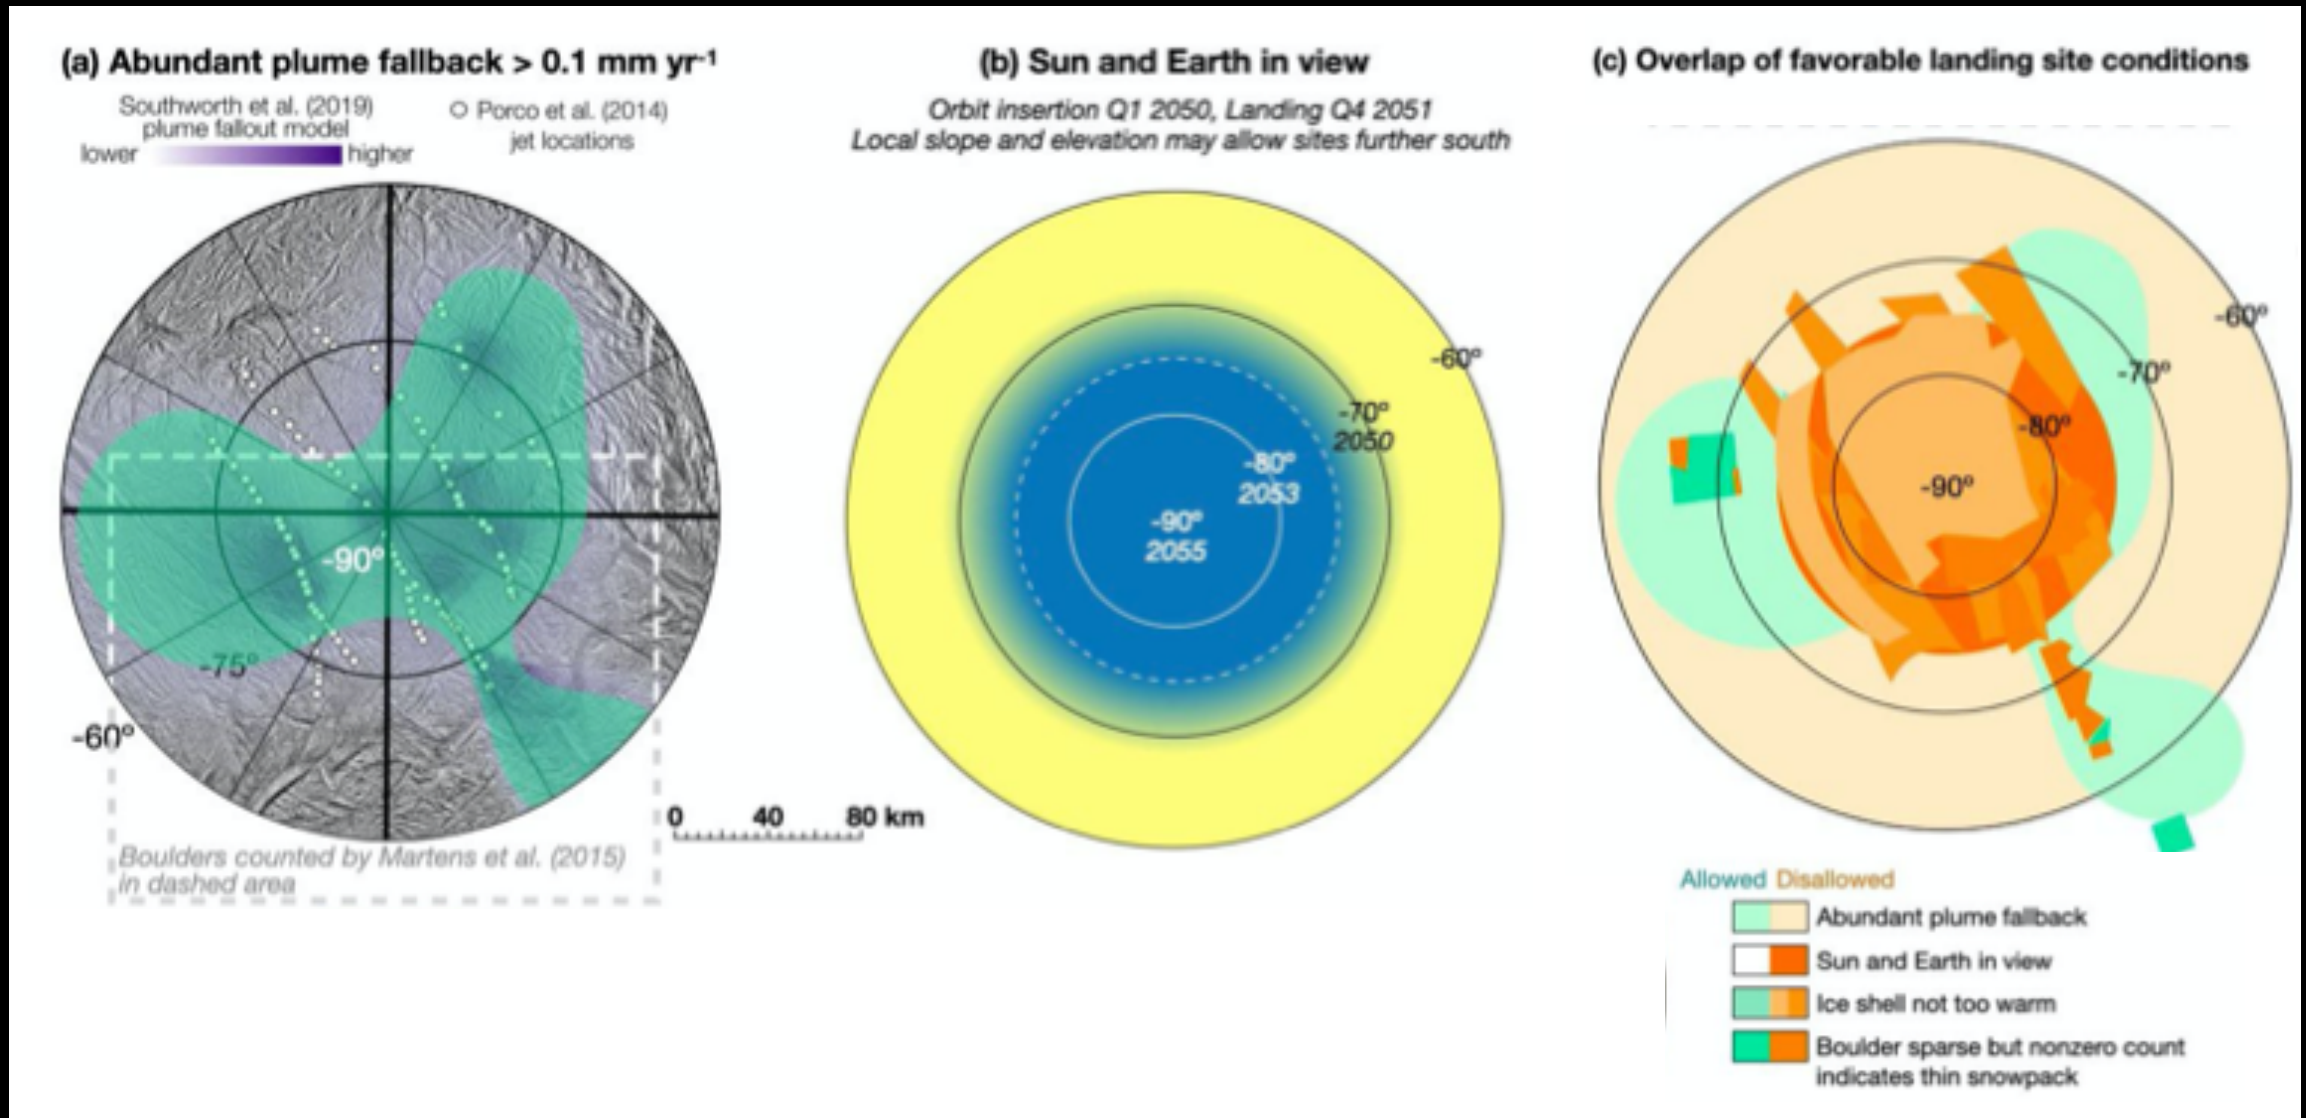 (a) Abundant plume fallback > 0.1 mm yr⁻¹
Southworth et al. (2019)
plume fallout model
lower
higher
Porco et al. (2014)
jet locations
-90°
-75°
-60°
Boulders counted by Martens et al. (2015)
in dashed area
0 40 80 km
(b) Sun and Earth in view
Orbit insertion Q1 2050, Landing Q4 2051
Local slope and elevation may allow sites further south
-60°
-70°
2050
-80°
2053
-90°
2055
(c) Overlap of favorable landing site conditions
-60°
-70°
-80°
-90°
Allowed Disallowed
Abundant plume fallback
Sun and Earth in view
Ice shell not too warm
Boulder sparse but nonzero count
indicates thin snowpack